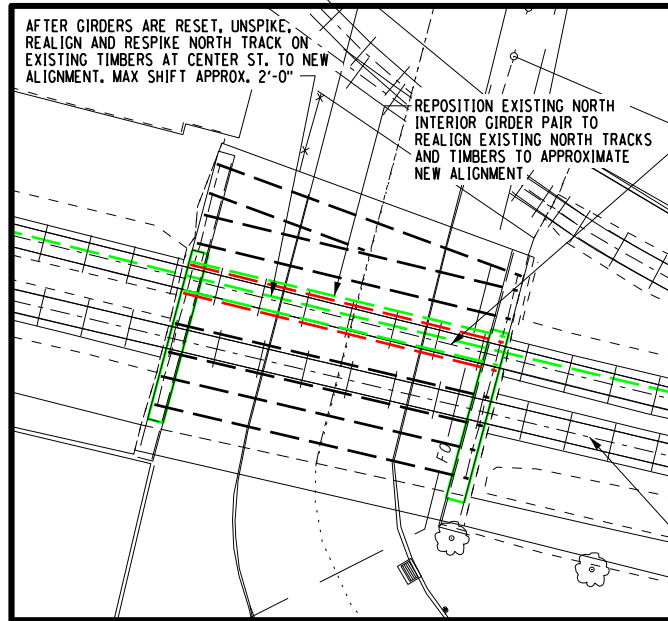 AFTER GIRDERS ARE RESET, UNSPIKE,
REALIGN AND RESPIKE NORTH TRACK ON
EXISTING TIMBERS AT CENTER ST. TO NEW
ALIGNMENT. MAX SHIFT APPROX. 2'-0"
REPOSITION EXISTING NORTH
INTERIOR GIRDER PAIR TO
REALIGN EXISTING NORTH TRACKS
AND TIMBERS TO APPROXIMATE
NEW ALIGNMENT
FO